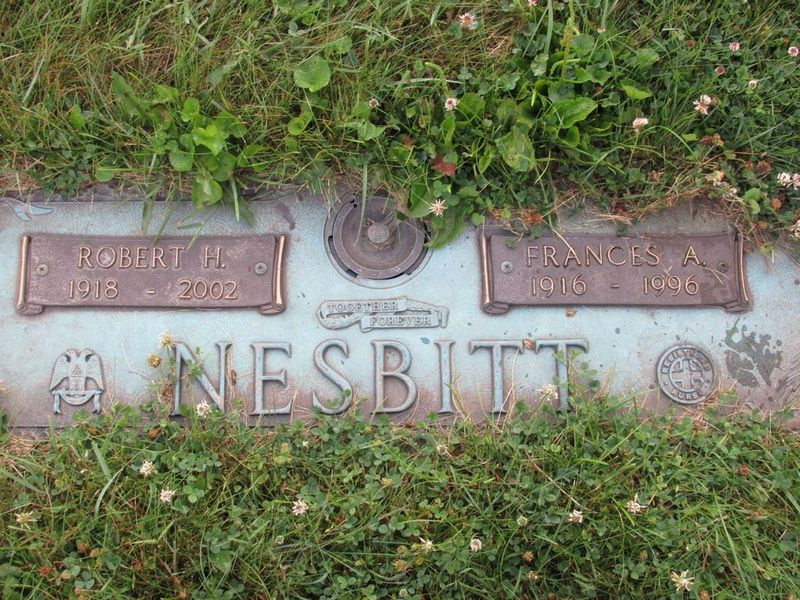 ROBERT H.
1918 - 2002
FRANCES A.
1916 - 1996
TOGETHER
FOREVER
NESBITT
REGISTERED
NURSE